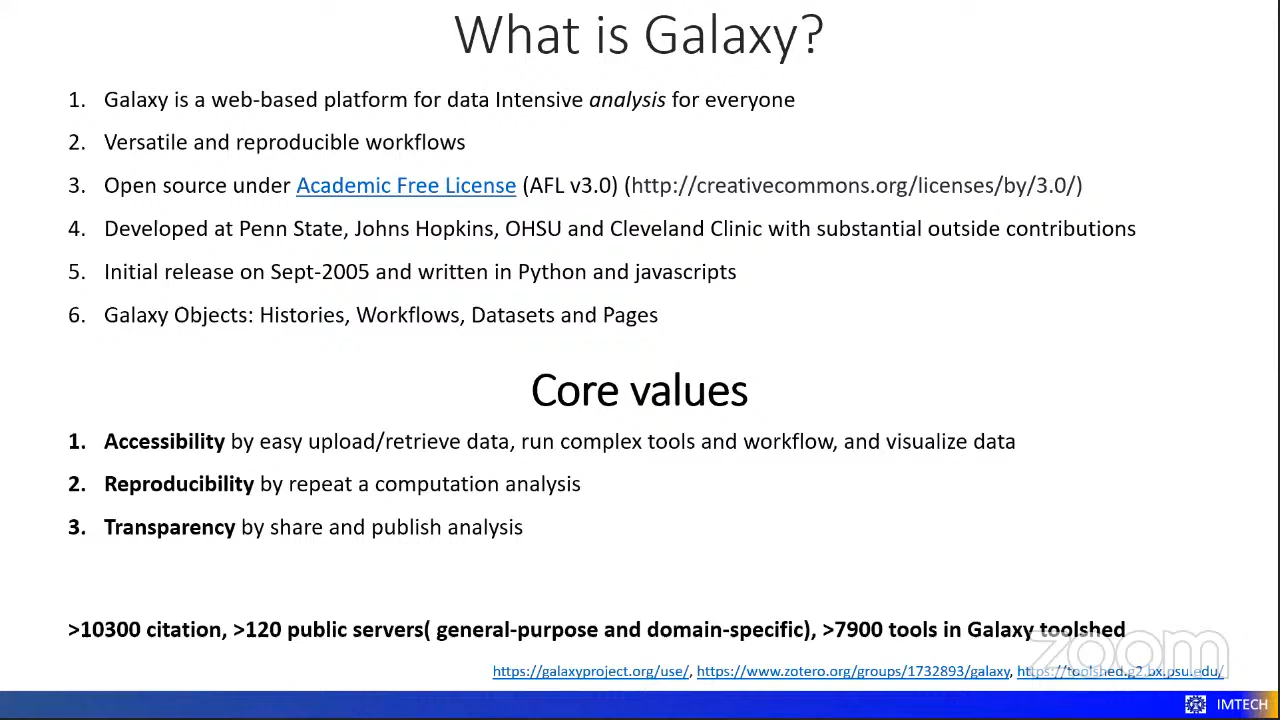 What is Galaxy?
1. Galaxy is a web-based platform for data Intensive analysis for everyone
2. Versatile and reproducible workflows
3. Open source under Academic Free License (AFL v3.0) (http://creativecommons.org/licenses/by/3.0/)
4. Developed at Penn State, Johns Hopkins, OHSU and Cleveland Clinic with substantial outside contributions
5. Initial release on Sept-2005 and written in Python and javascripts
6. Galaxy Objects: Histories, Workflows, Datasets and Pages
Core values
1. Accessibility by easy upload/retrieve data, run complex tools and workflow, and visualize data
2. Reproducibility by repeat a computation analysis
3. Transparency by share and publish analysis
>10300 citation, >120 public servers( general-purpose and domain-specific), >7900 tools in Galaxy toolshed
zoom
https://galaxyproject.org/use/, https://www.zotero.org/groups/1732893/galaxy, https://toolshed.g2.bx.psu.edu/
IMTECH